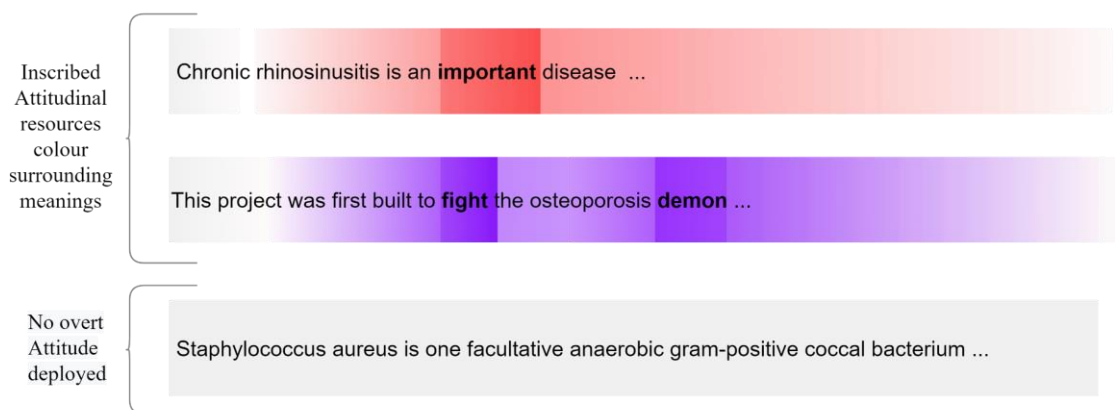 Inscribed
Attitudinal
resources
colour
surrounding
meanings
Chronic rhinosinusitis is an important disease ...
This project was first built to fight the osteoporosis demon ...
No overt
Attitude
deployed
Staphylococcus aureus is one facultative anaerobic gram-positive coccal bacterium ...